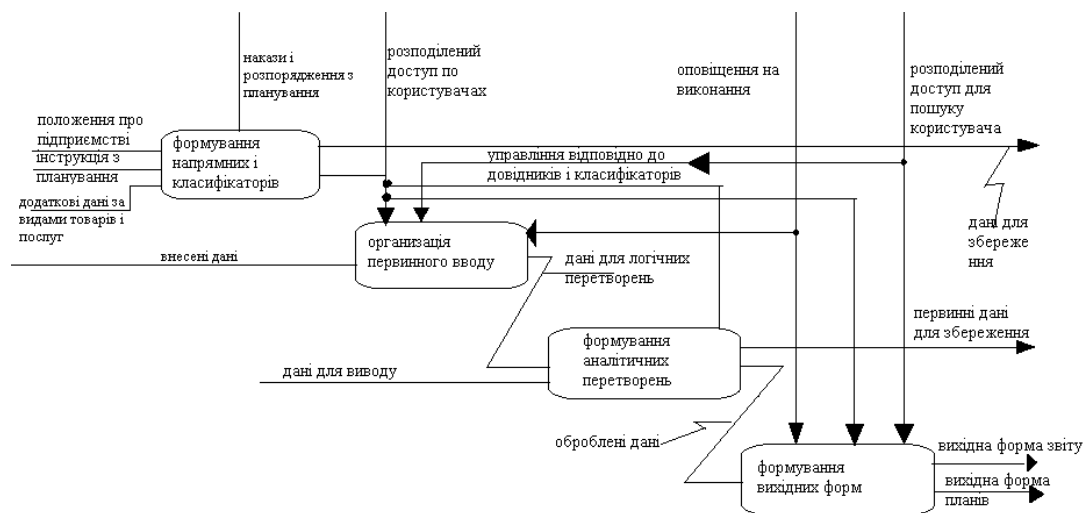 накази і
розпорядження з
планування
розподілений
доступ по
користувачах
оповіщення на
виконання
розподілений
доступ для
пошуку
користувача
положення про
підприємстві
інструкція з
планування
додаткові дані за
видами товарів і
послуг
формування
напрямних і
класифікаторів
управління відповідно до
довідників і класифікаторів
дані для
збереже
ння
внесені дані
организація
первинного вводу
дані для логічних
перетворень
первинні дані
для збереження
дані для виводу
формування
аналітичних
перетворень
оброблені дані
формування
вихідних форм
вихідна форма звіту
вихідна форма
планів